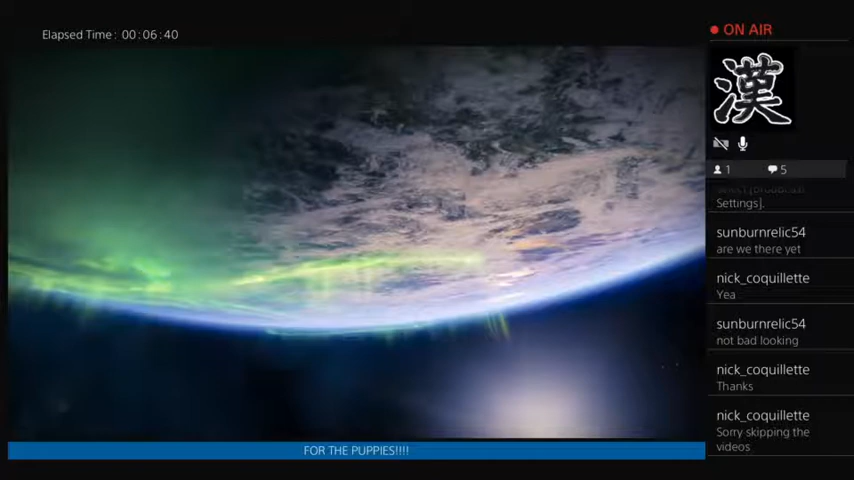 Elapsed Time: 00:06:40
ON AIR
漢
1 5
Settings].
sunburnrelic54
are we there yet
nick_coquillette
Yea
sunburnrelic54
not bad looking
nick_coquillette
Thanks
nick_coquillette
Sorry skipping the
videos
FOR THE PUPPIES!!!!